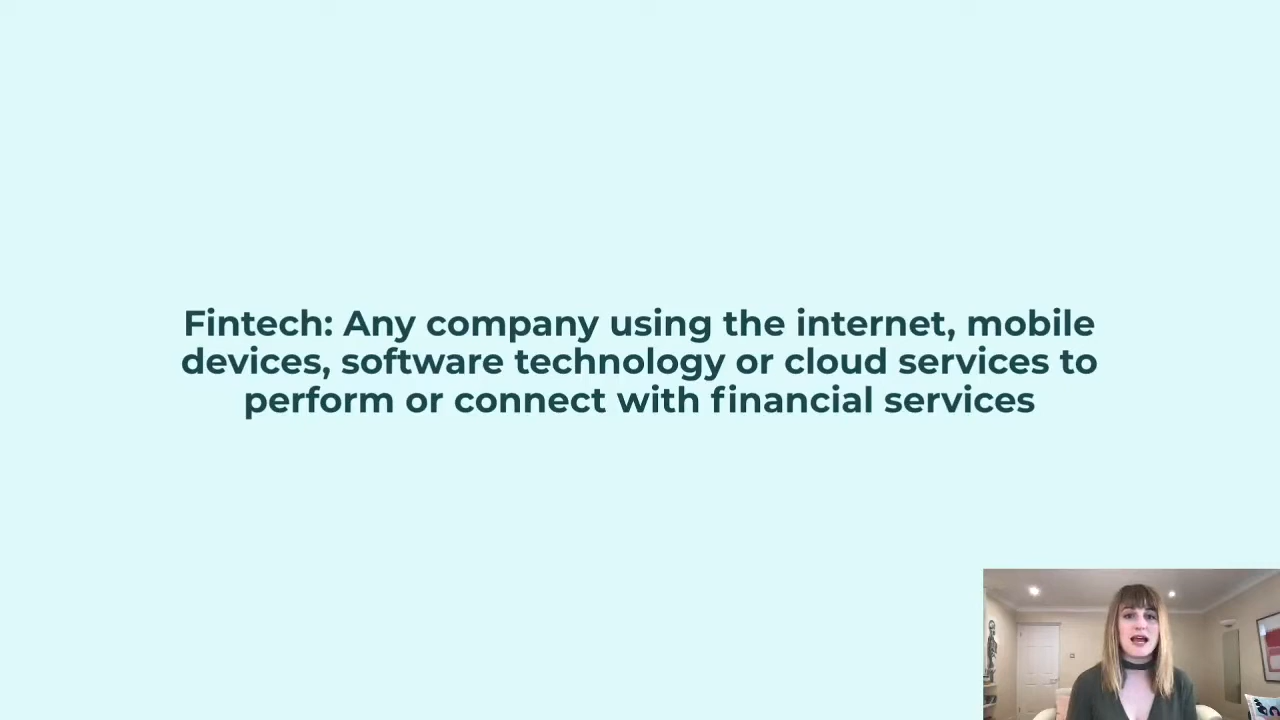 Fintech: Any company using the internet, mobile
devices, software technology or cloud services to
perform or connect with financial services